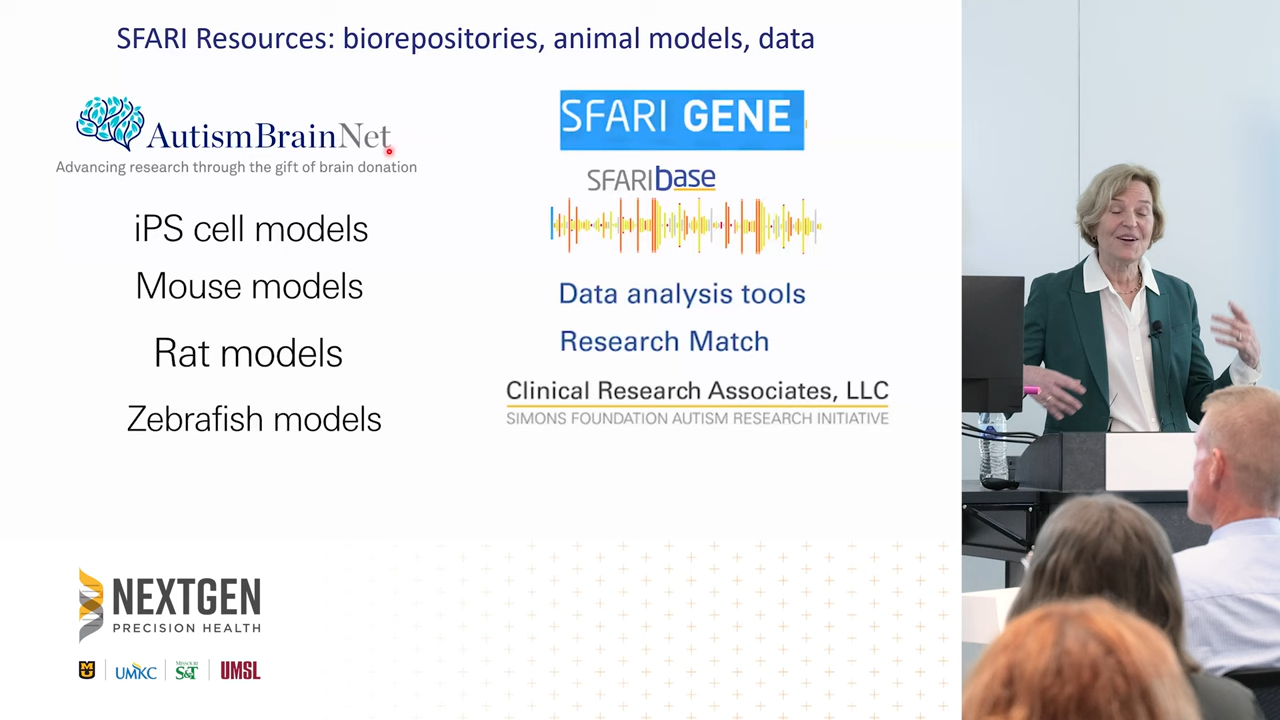 SFARI Resources: biorepositories, animal models, data
AutismBrainNet
Advancing research through the gift of brain donation
iPS cell models
Mouse models
Rat models
Zebrafish models
SFARI GENE
SFARIbase
Data analysis tools
Research Match
Clinical Research Associates, LLC
SIMONS FOUNDATION AUTISM RESEARCH INITIATIVE
NEXTGEN
PRECISION HEALTH
MU
UMKC
MISSOURI
S&T
UMSL